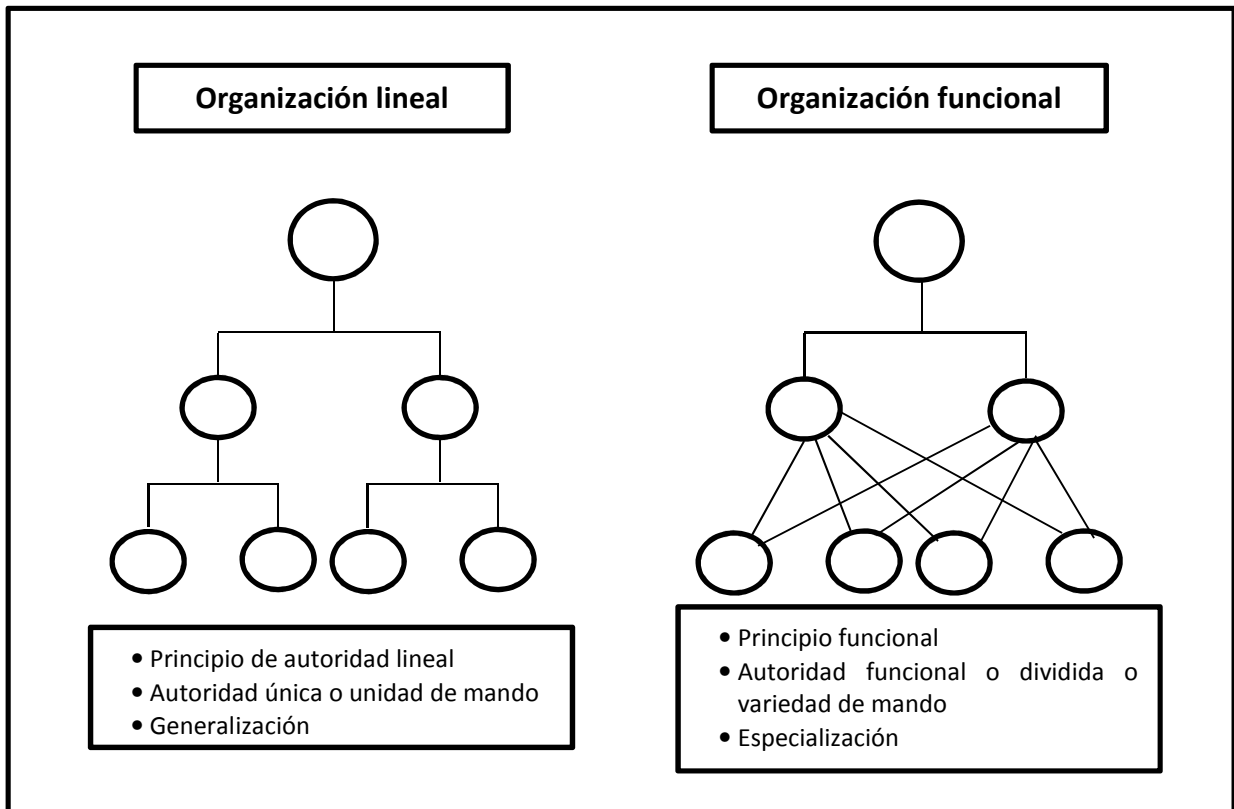 Organización lineal
Organización funcional
• Principio de autoridad lineal
• Autoridad única o unidad de mando
• Generalización
• Principio funcional
• Autoridad funcional o dividida o
variedad de mando
• Especialización